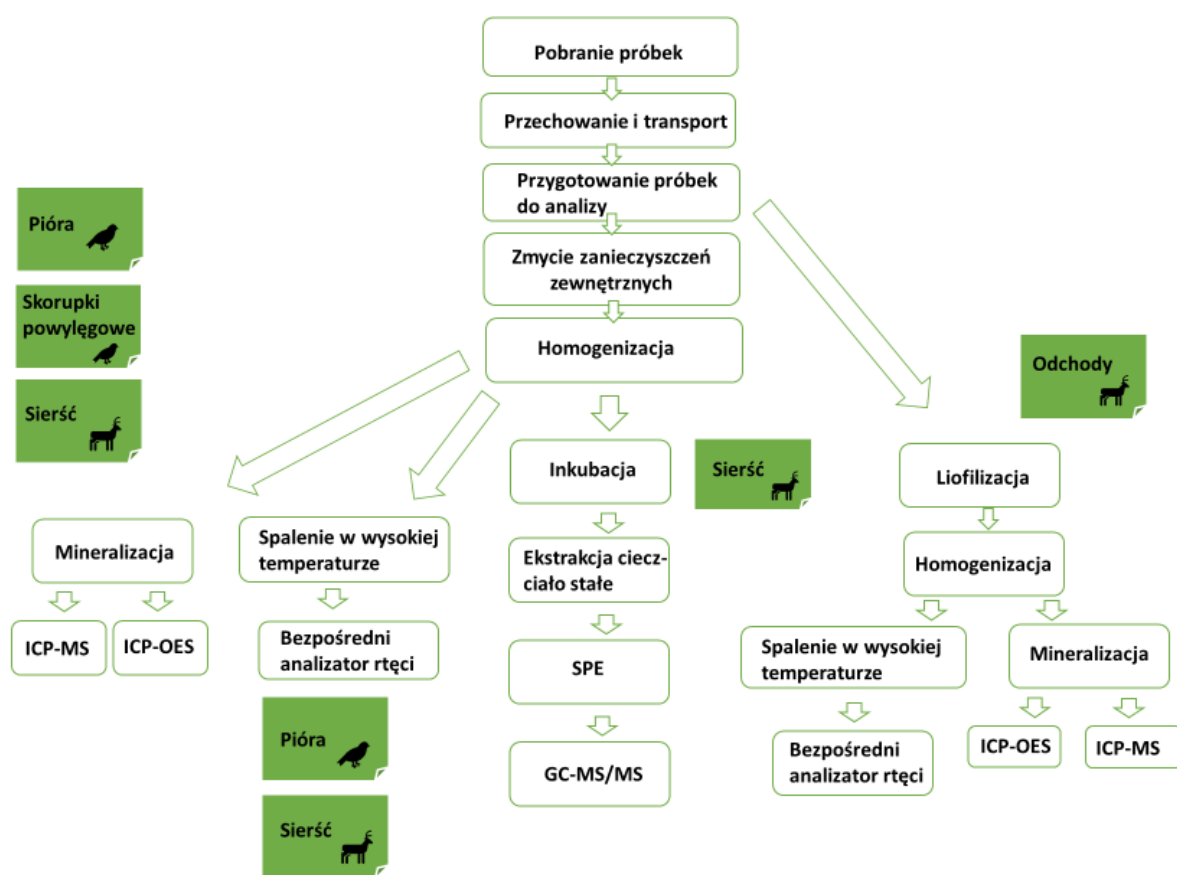 Pobranie próbek
Przechowanie i transport
Przygotowanie próbek
do analizy
Zmycie zanieczyszczeń
zewnętrznych
Homogenizacja
Pióra
Skorupki
powylęgowe
Sierść
Mineralizacja
ICP-MS
ICP-OES
Spalenie w wysokiej
temperaturze
Bezpośredni
analizator rtęci
Pióra
Sierść
Inkubacja
Ekstrakcja ciecz-
ciało stałe
SPE
GC-MS/MS
Sierść
Odchody
Liofilizacja
Homogenizacja
Spalenie w wysokiej
temperaturze
Bezpośredni
analizator rtęci
Mineralizacja
ICP-OES
ICP-MS